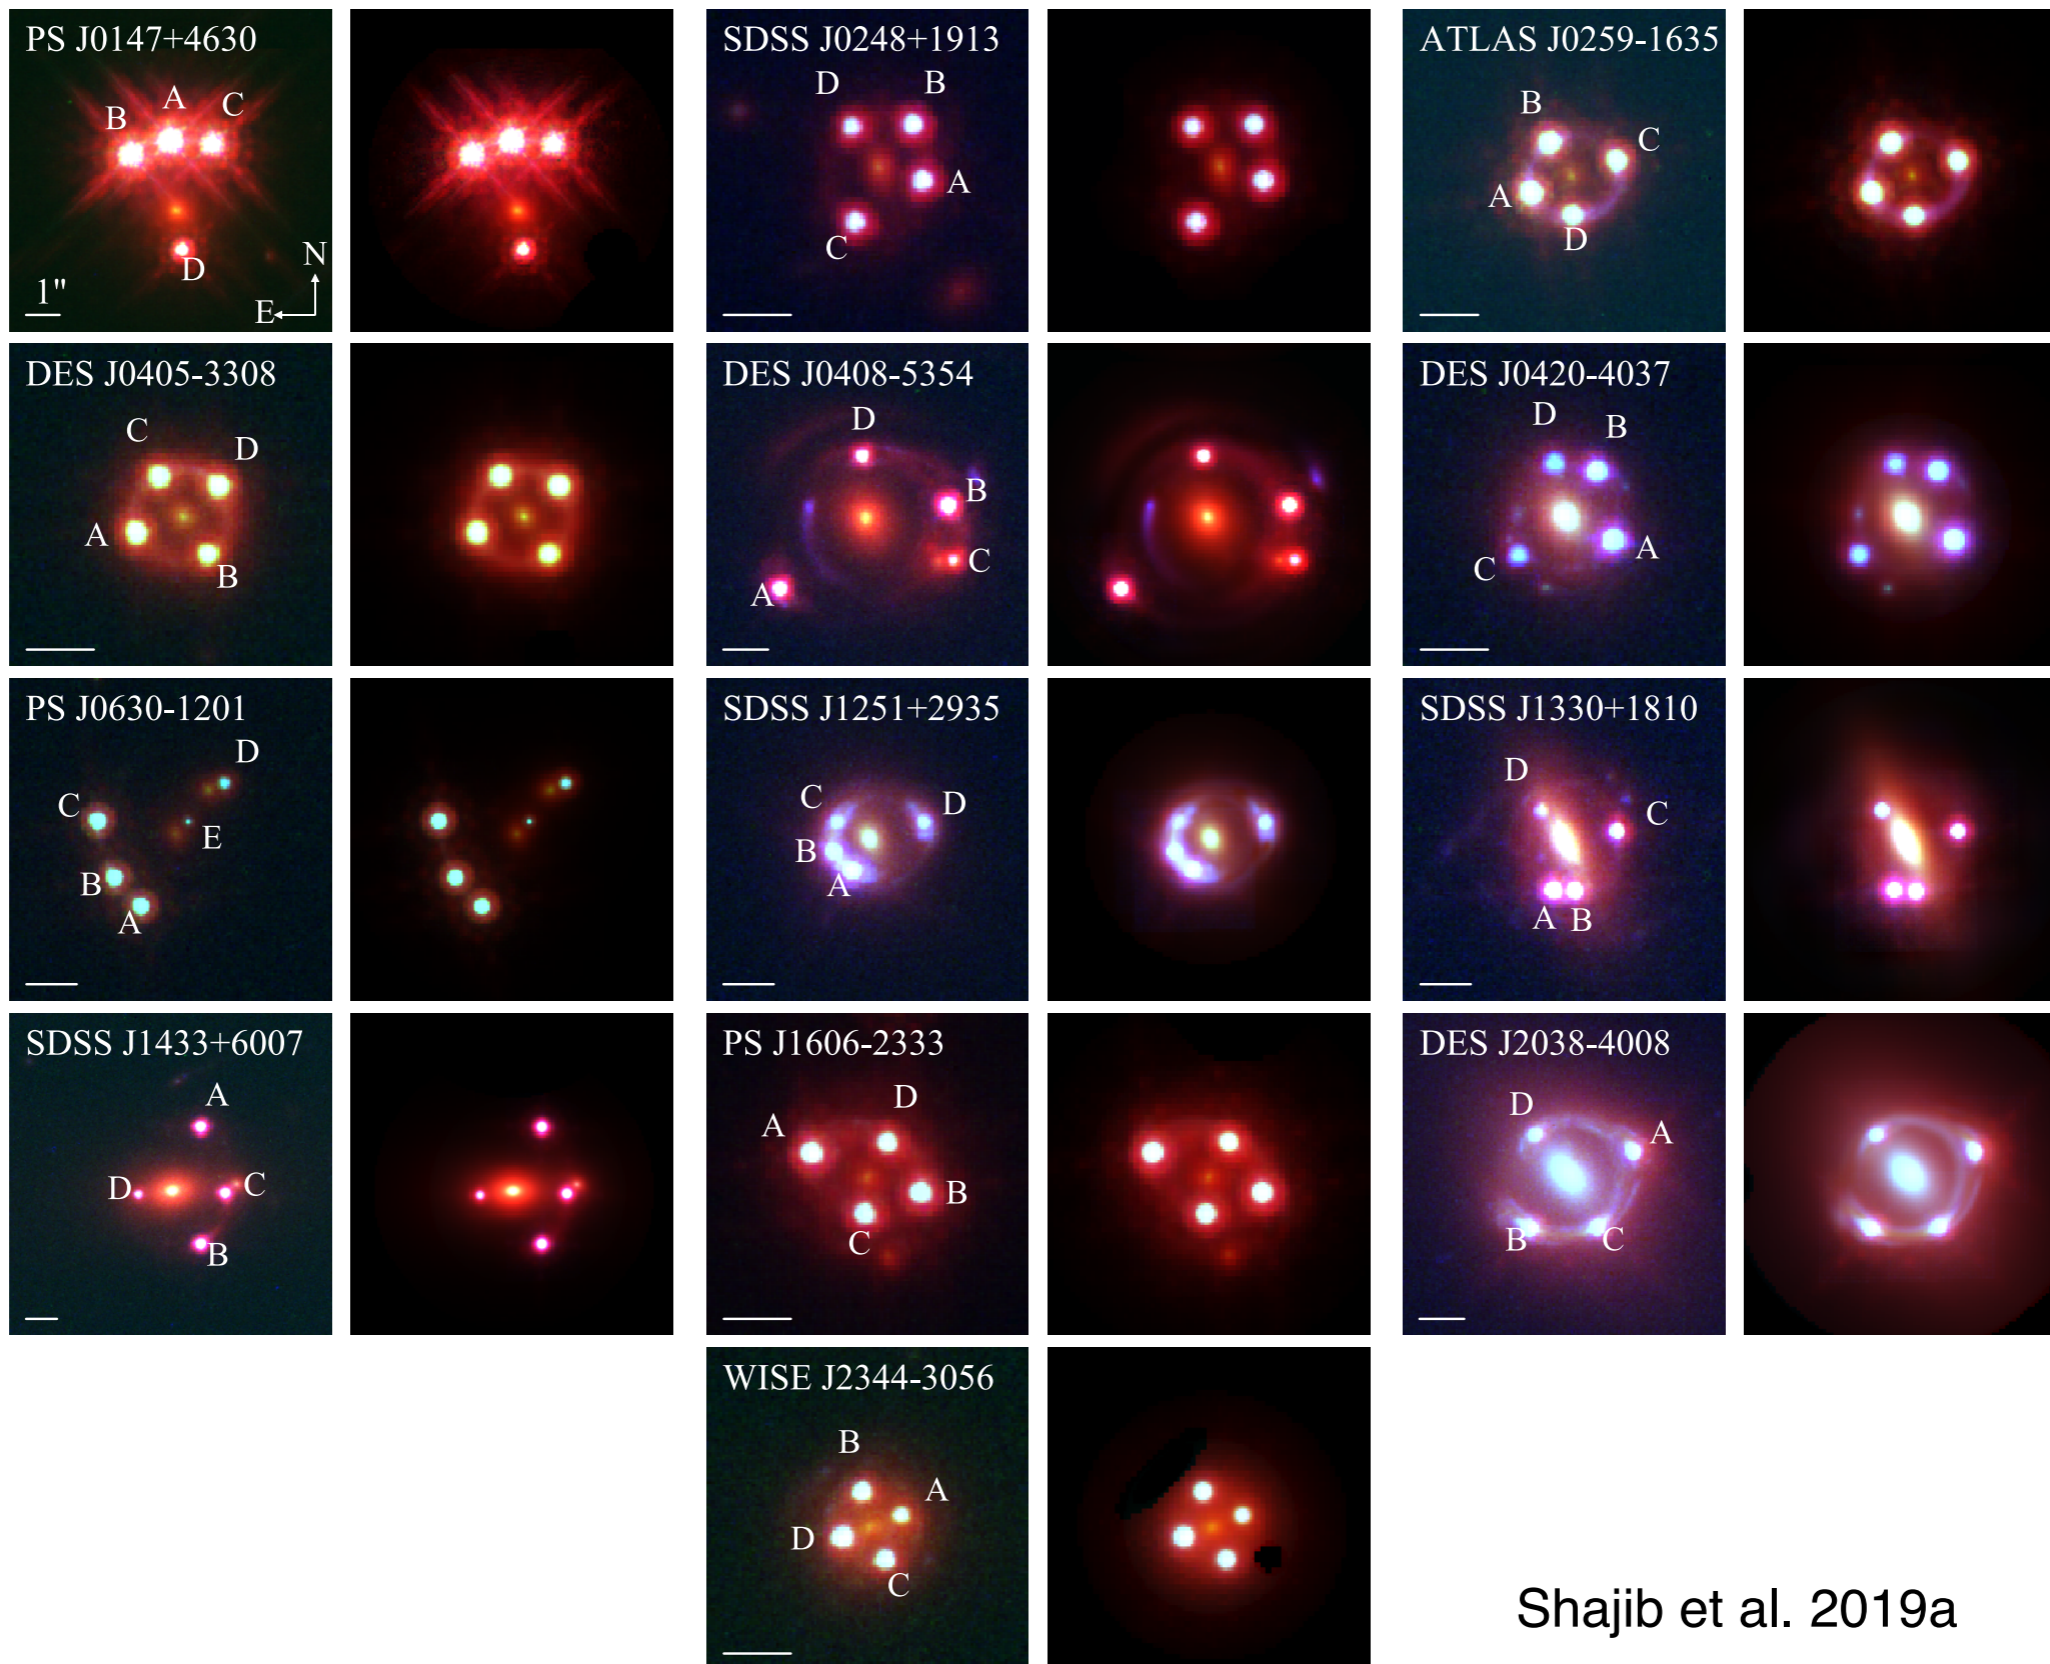 PS J0147+4630
A
C
B
D
1"
N
E
SDSS J0248+1913
D
B
A
C
ATLAS J0259-1635
B
C
A
D
DES J0405-3308
C
D
A
B
DES J0408-5354
D
B
C
A
DES J0420-4037
D
B
A
C
PS J0630-1201
D
C
E
B
A
SDSS J1251+2935
C
D
B
A
SDSS J1330+1810
D
C
A B
SDSS J1433+6007
A
D
C
B
PS J1606-2333
D
A
B
C
DES J2038-4008
D
A
B
C
WISE J2344-3056
B
A
D
C
Shajib et al. 2019a